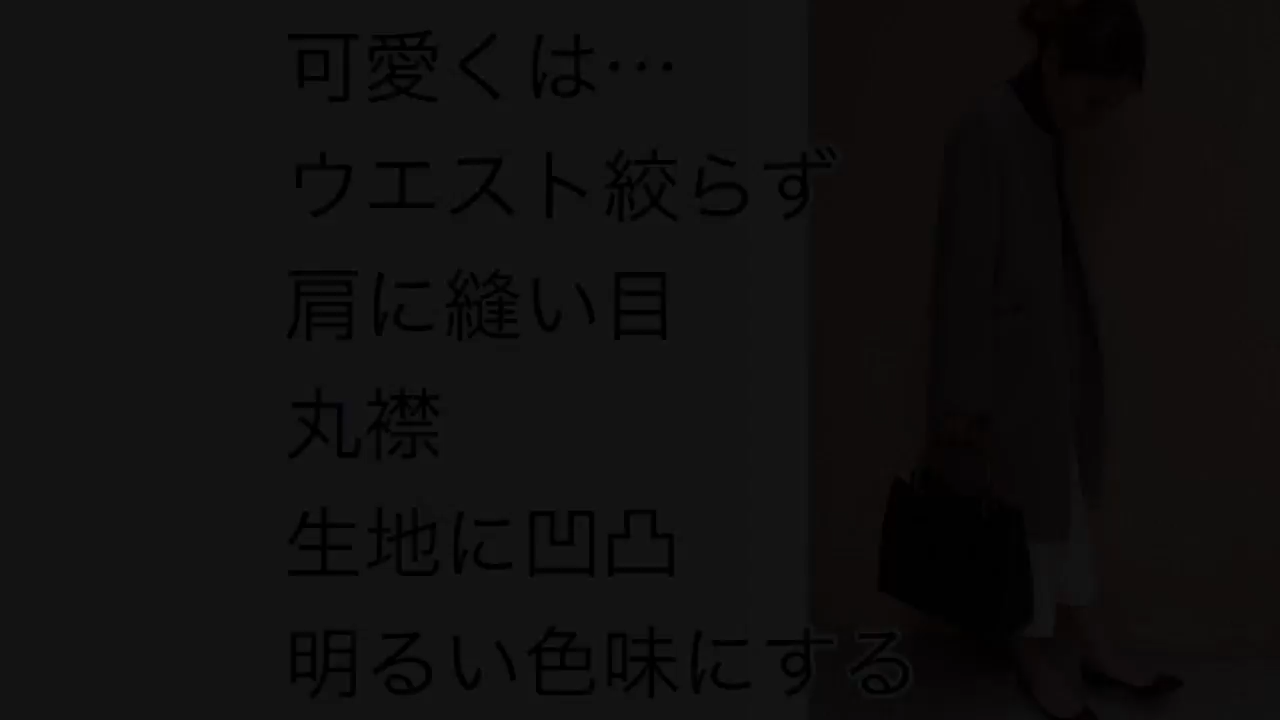 可愛くは…
ウエスト絞らず
肩に縫い目
丸襟
生地に凹凸
明るい色味にする